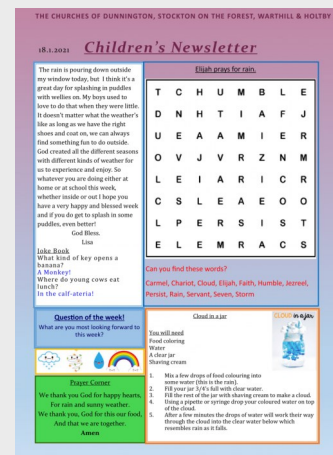 THE CHURCHES OF DUNNINGTON, STOCKTON ON THE FOREST, WARTHILL & HOLTBY
18.1.2021
Children's Newsletter
The rain is pouring down outside
my window today, but I think it's a
great day for splashing in puddles
with wellies on. My boys used to
love to do that when they were little.
It doesn't matter what the weather's
like as long as we have the right
shoes and coat on, we can always
find something fun to do outside.
God created all the different seasons
with different kinds of weather for
us to experience and enjoy. So
whatever you are doing either at
home or at school this week,
whether inside or out I hope you
have a very happy and blessed week
and if you do get to splash in some
puddles, even better!
God Bless.
Lisa
Joke Book
What kind of key opens a
banana?
A Monkey!
Where do young cows eat
lunch?
In the calf-ateria!
Elijah prays for rain.
T C H U M B L E
D N H T I A F J
U E A A M I E R
O V J V R Z N M
L E I A R I C R
C S L E A E O O
L P E R S I S T
E L E M R A C S
Can you find these words?
Carmel, Chariot, Cloud, Elijah, Faith, Humble, Jezreel,
Persist, Rain, Servant, Seven, Storm
Question of the week!
What are you most looking forward to
this week?
Prayer Corner
We thank you God for happy hearts,
For rain and sunny weather.
We thank you, God for this our food,
And that we are together.
Amen
Cloud in a jar
You will need
Food coloring
Water
A clear jar
Shaving cream
1. Mix a few drops of food colouring into
some water (this is the rain).
2. Fill your jar 3/4's full with clear water.
3. Fill the rest of the jar with shaving cream to make a cloud.
4. Using a pipette or syringe drop your coloured water on top
of the cloud.
5. After a few minutes the drops of water will work their way
through the cloud into the clear water below which
resembles rain as it falls.
CLOUD in a jar